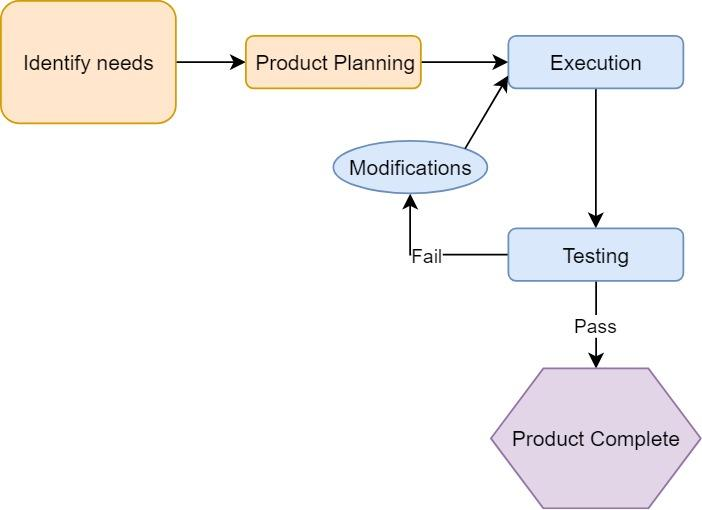 Identify needs
Product Planning
Execution
Modifications
Fail
Testing
Pass
Product Complete